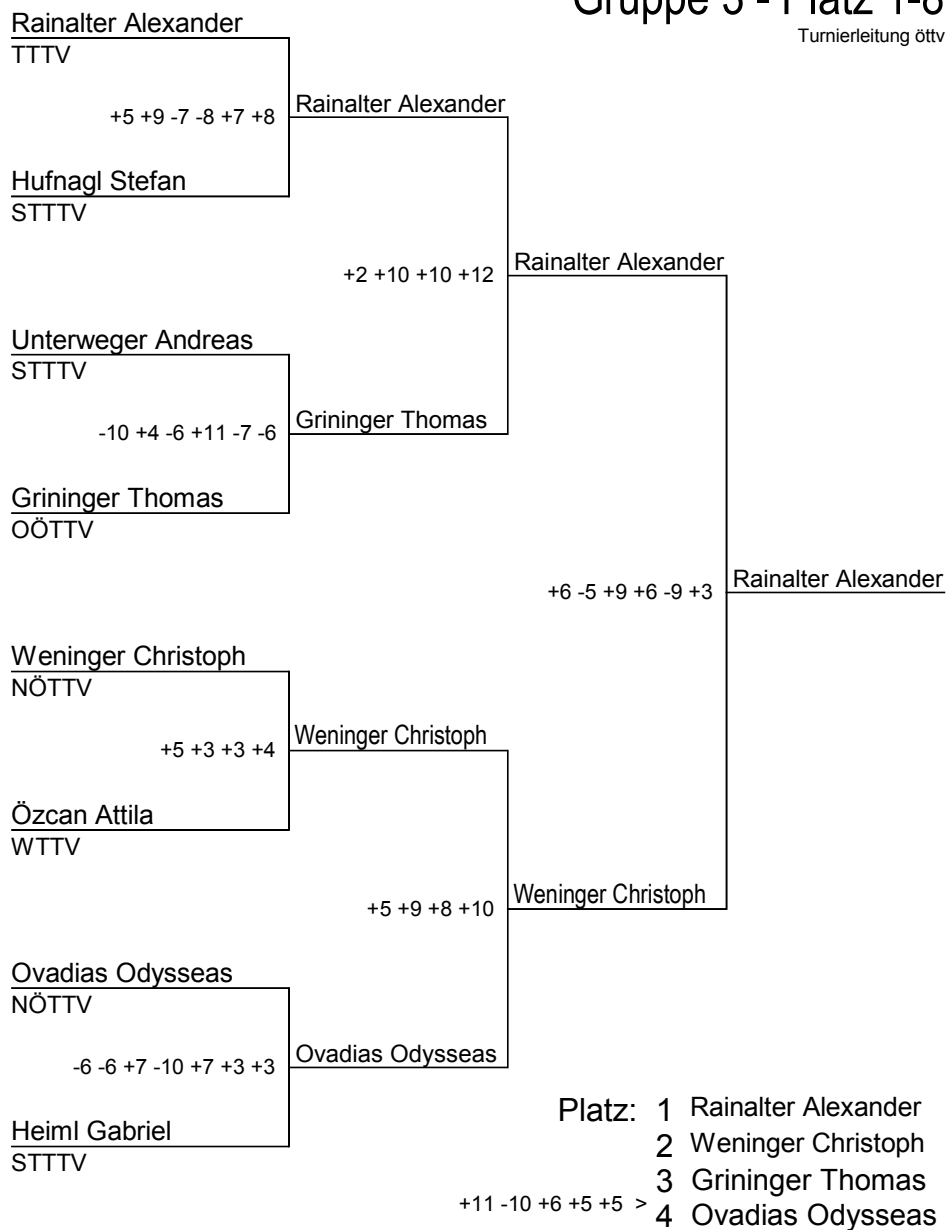 Gruppe 3 - Platz 1-8
Turnierleitung öttv
Rainalter Alexander
TTTV
+5 +9 -7 -8 +7 +8
Rainalter Alexander
Hufnagl Stefan
STTTV
+2 +10 +10 +12
Rainalter Alexander
Unterweger Andreas
STTTV
-10 +4 -6 +11 -7 -6
Grininger Thomas
Grininger Thomas
OÖTTV
+6 -5 +9 +6 -9 +3
Rainalter Alexander
Weninger Christoph
NÖTTV
+5 +3 +3 +4
Weninger Christoph
Özcan Attila
WTTV
+5 +9 +8 +10
Weninger Christoph
Ovadias Odysseas
NÖTTV
-6 -6 +7 -10 +7 +3 +3
Ovadias Odysseas
Heiml Gabriel
STTTV
Platz: 1 Rainalter Alexander
2 Weninger Christoph
3 Grininger Thomas
+11 -10 +6 +5 +5 >
4 Ovadias Odysseas